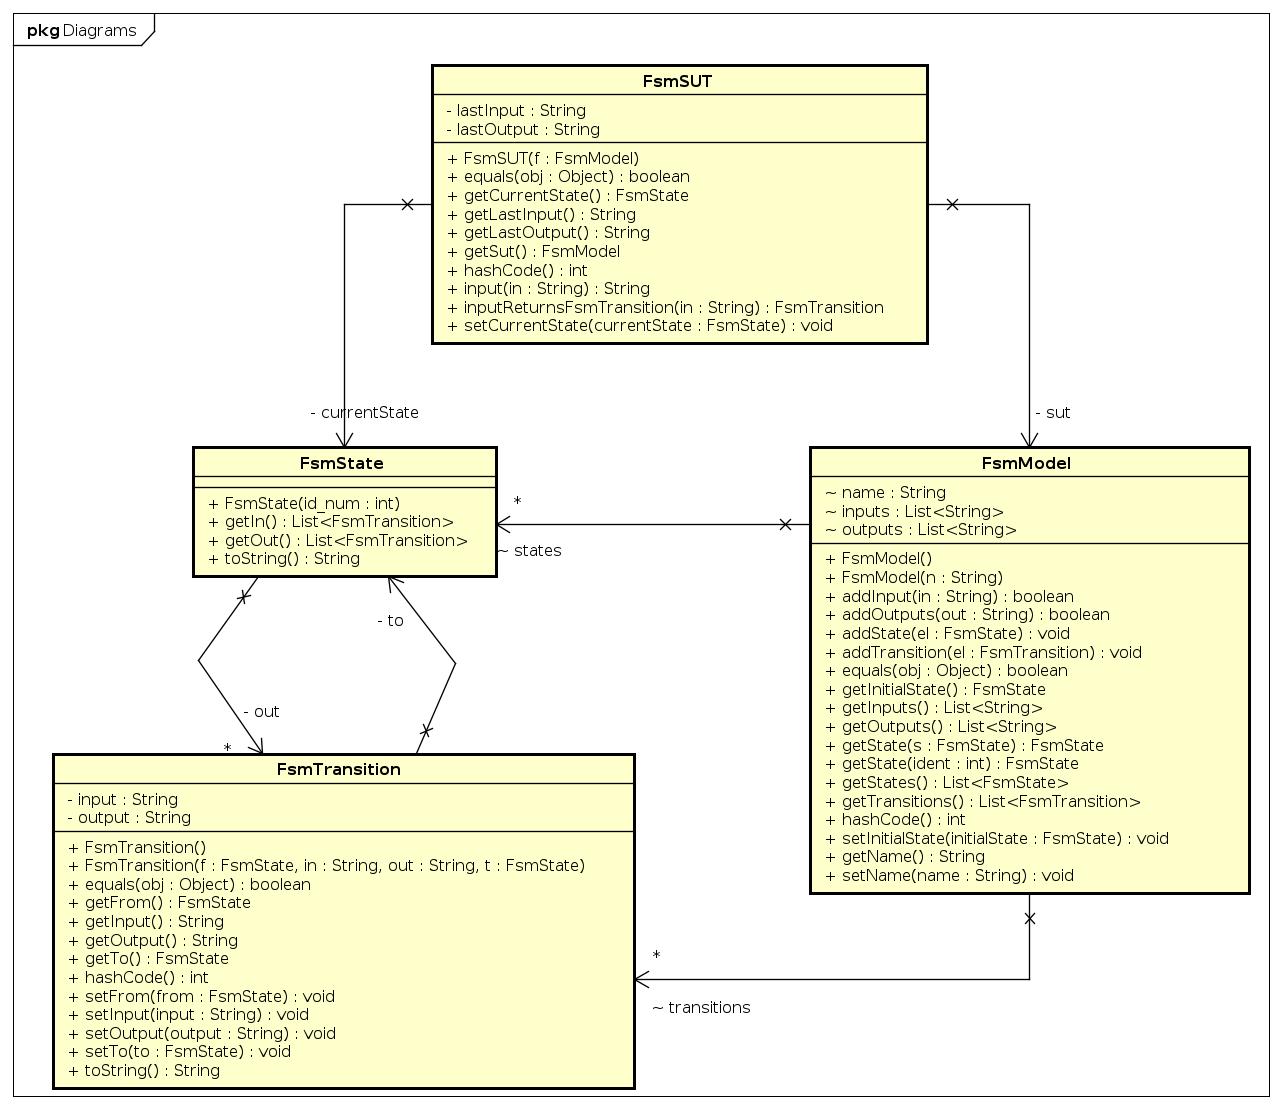 pkg Diagrams
FsmSUT
- lastInput : String
- lastOutput : String
+ FsmSUT(f : FsmModel)
+ equals(obj : Object) : boolean
+ getCurrentState() : FsmState
+ getLastInput() : String
+ getLastOutput() : String
+ getSut() : FsmModel
+ hashCode() : int
+ input(in : String) : String
+ inputReturnsFsmTransition(in : String) : FsmTransition
+ setCurrentState(currentState : FsmState) : void
- currentState
- sut
FsmState
+ FsmState(id_num : int)
+ getIn() : List<FsmTransition>
+ getOut() : List<FsmTransition>
+ toString() : String
*
~ states
FsmModel
~ name : String
~ inputs : List<String>
~ outputs : List<String>
+ FsmModel()
+ FsmModel(n : String)
+ addInput(in : String) : boolean
+ addOutputs(out : String) : boolean
+ addState(el : FsmState) : void
+ addTransition(el : FsmTransition) : void
+ equals(obj : Object) : boolean
+ getInitialState() : FsmState
+ getInputs() : List<String>
+ getOutputs() : List<String>
+ getState(s : FsmState) : FsmState
+ getState(ident : int) : FsmState
+ getStates() : List<FsmState>
+ getTransitions() : List<FsmTransition>
+ hashCode() : int
+ setInitialState(initialState : FsmState) : void
+ getName() : String
+ setName(name : String) : void
- to
- out
*
FsmTransition
- input : String
- output : String
+ FsmTransition()
+ FsmTransition(f : FsmState, in : String, out : String, t : FsmState)
+ equals(obj : Object) : boolean
+ getFrom() : FsmState
+ getInput() : String
+ getOutput() : String
+ getTo() : FsmState
+ hashCode() : int
+ setFrom(from : FsmState) : void
+ setInput(input : String) : void
+ setOutput(output : String) : void
+ setTo(to : FsmState) : void
+ toString() : String
*
~ transitions